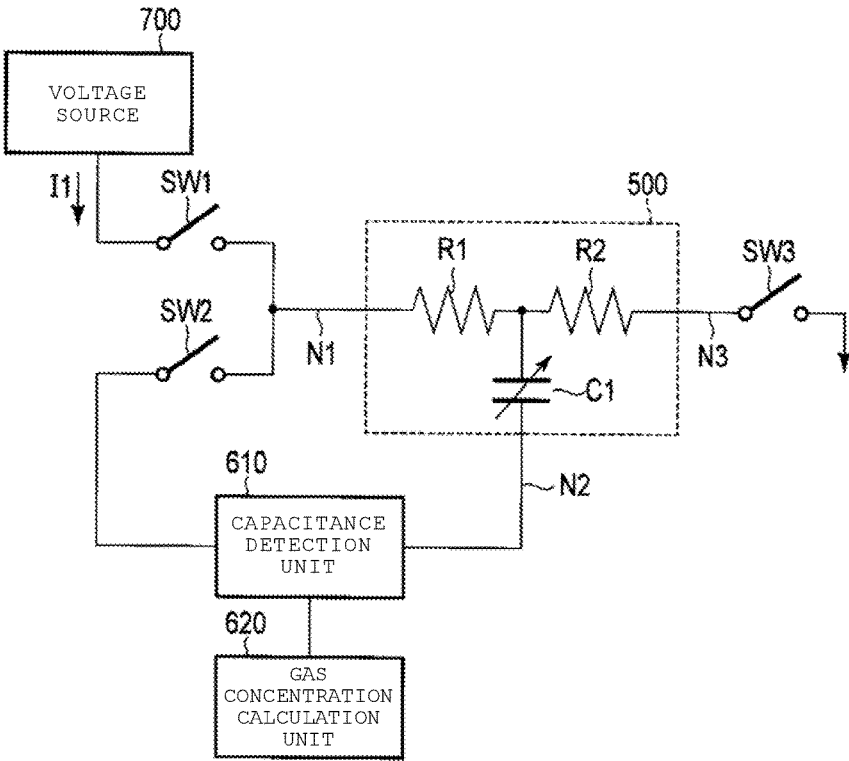 700
VOLTAGE
SOURCE
I1
SW1
500
R1
R2
SW3
SW2
N1
N3
C1
610
N2
CAPACITANCE
DETECTION
UNIT
620
GAS
CONCENTRATION
CALCULATION
UNIT